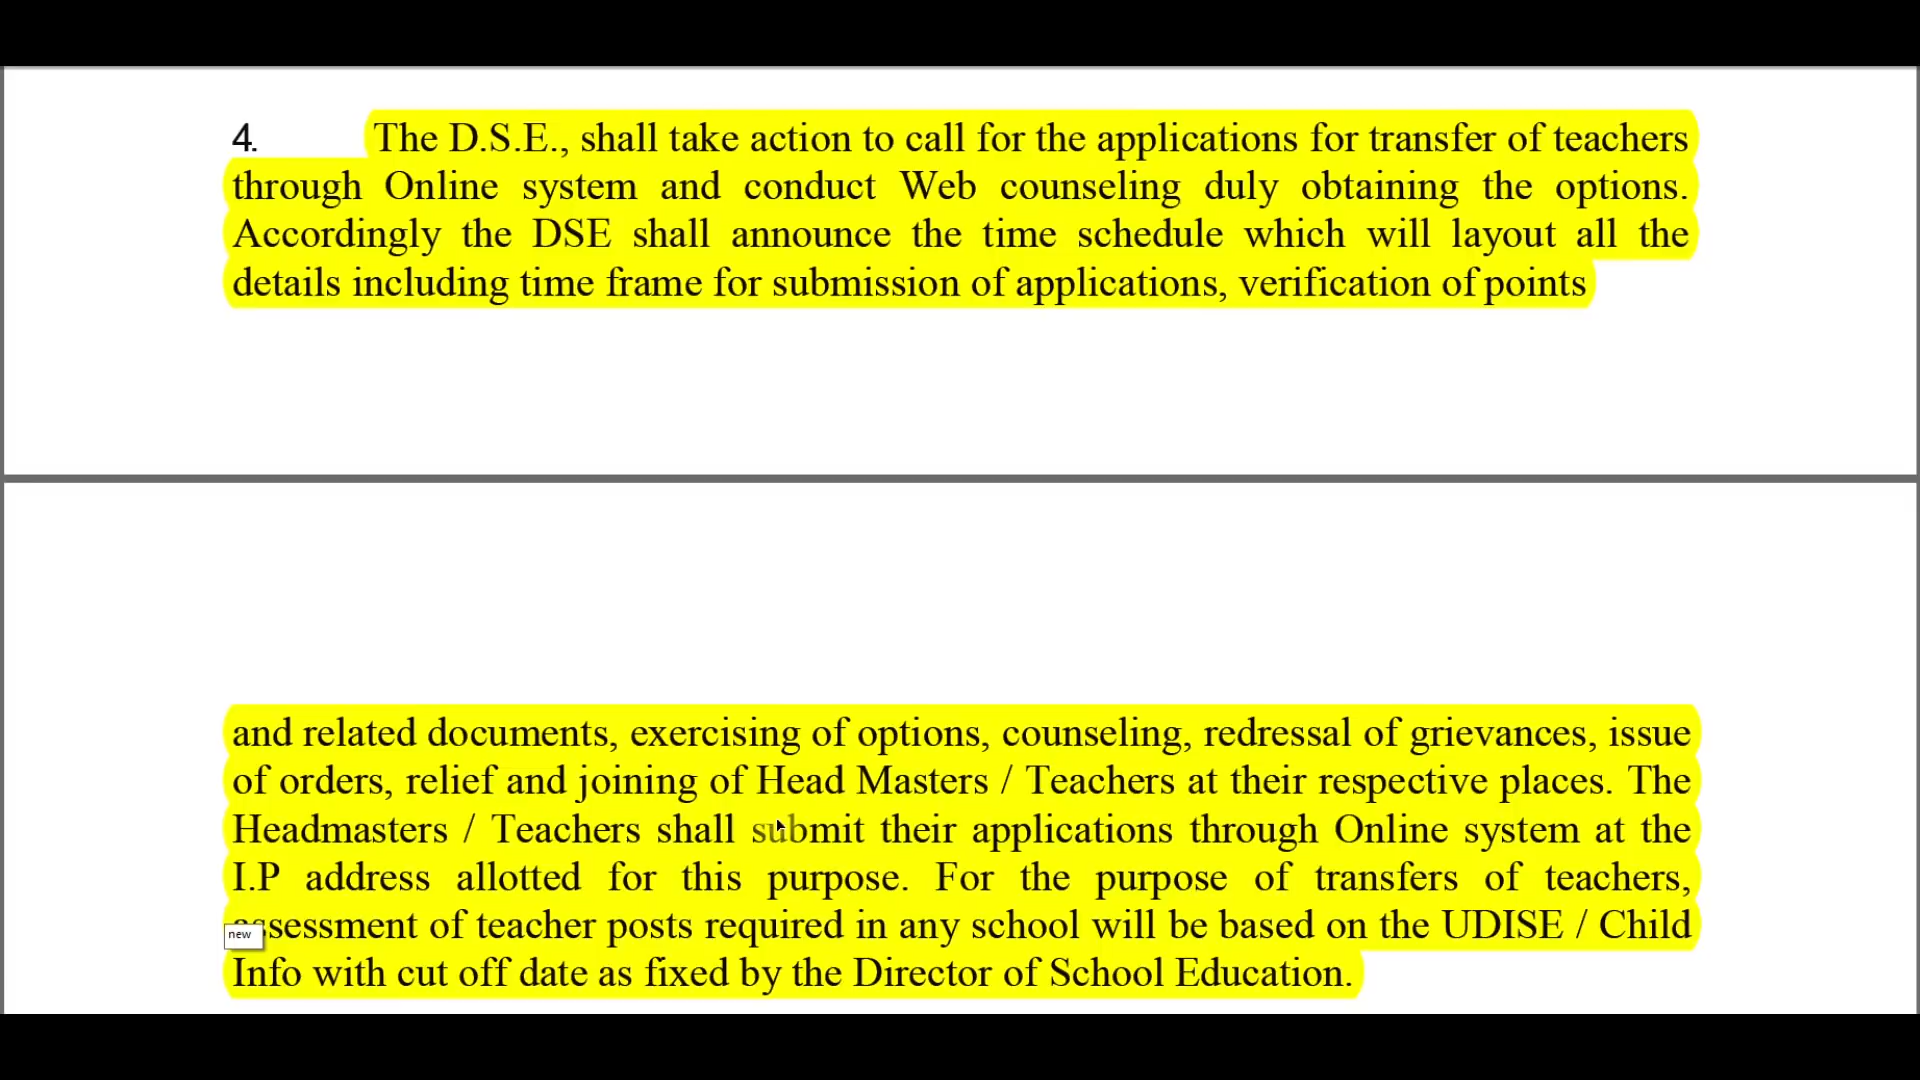 4. The D.S.E., shall take action to call for the applications for transfer of teachers
through Online system and conduct Web counseling duly obtaining the options.
Accordingly the DSE shall announce the time schedule which will layout all the
details including time frame for submission of applications, verification of points
and related documents, exercising of options, counseling, redressal of grievances, issue
of orders, relief and joining of Head Masters / Teachers at their respective places. The
Headmasters / Teachers shall submit their applications through Online system at the
I.P address allotted for this purpose. For the purpose of transfers of teachers,
assessment of teacher posts required in any school will be based on the UDISE / Child
new
Info with cut off date as fixed by the Director of School Education.